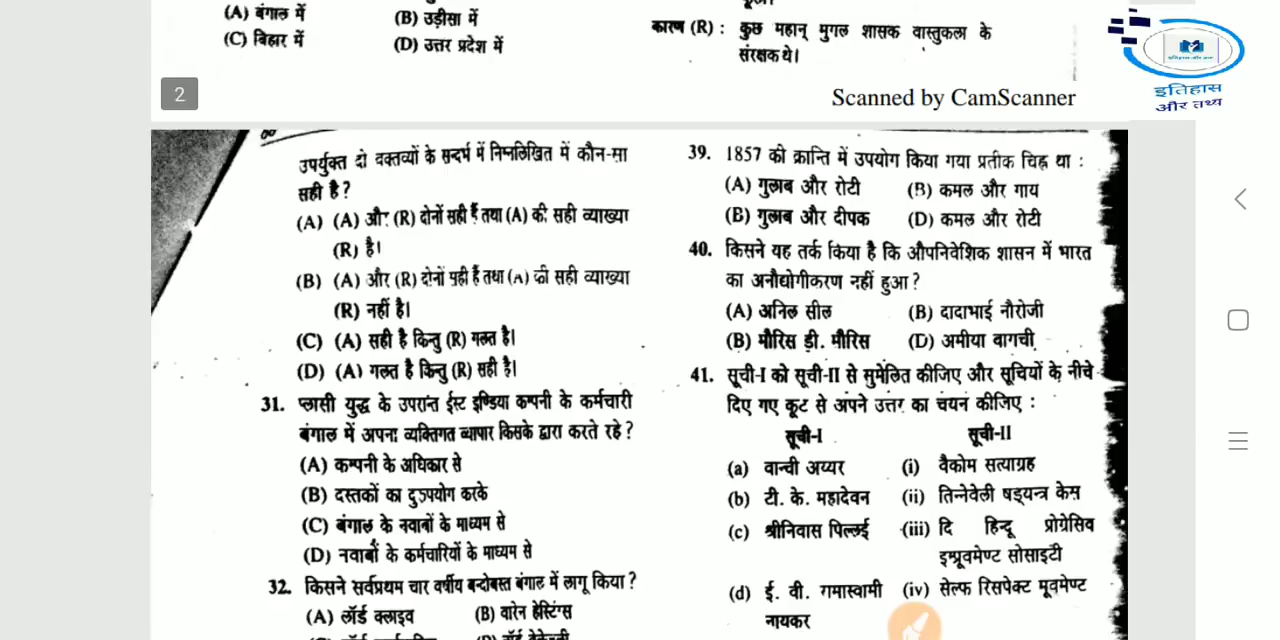 (A) बंगाल में
(B) उड़ीसा में
(C) बिहार में
(D) उत्तर प्रदेश में
कारण (R) : कुछ महान् मुगल शासक वास्तुकला के
संरक्षक थे।
2
Scanned by CamScanner
इतिहास
और तथ्य
उपर्युक्त दो वक्तव्यों के सन्दर्भ में निम्नलिखित में कौन-सा
सही है?
(A) (A) और (R) दोनों सही हैं तथा (A) की सही व्याख्या
(R) है।
(B) (A) और (R) दोनों सही हैं तथा (A) की सही व्याख्या
(R) नहीं है।
(C) (A) सही है किन्तु (R) गलत है।
(D) (A) गलत है किन्तु (R) सही है।
31. प्लासी युद्ध के उपरांत ईस्ट इण्डिया कम्पनी के कर्मचारी
बंगाल में अपना व्यक्तिगत व्यापार किसके द्वारा करते रहे?
(A) कम्पनी के अधिकार से
(B) दस्तकों का दुरुपयोग करके
(C) बंगाल के नवाबों के माध्यम से
(D) नवाबों के कर्मचारियों के माध्यम से
32. किसने सर्वप्रथम चार वर्षीय बन्दोबस्त बंगाल में लागू किया?
(A) लॉर्ड क्लाइव
(B) वारेन हेस्टिंग्स
39. 1857 की क्रान्ति में उपयोग किया गया प्रतीक चिह्न था :
(A) गुलाब और रोटी
(B) कमल और गाय
(B) गुलाब और दीपक
(D) कमल और रोटी
40. किसने यह तर्क किया है कि औपनिवेशिक शासन में भारत
का अनौद्योगीकरण नहीं हुआ?
(A) अनिल सील
(B) दादाभाई नौरोजी
(B) मौरिस डी. मौरिस
(D) अमीया बागची
41. सूची-I को सूची-II से सुमेलित कीजिए और सूचियों के नीचे
दिए गए कूट से अपने उत्तर का चयन कीजिए :
सूची-I
सूची-II
(a) वान्ची अय्यर
(i) वैकोम सत्याग्रह
(b) टी. के. महादेवन
(ii) तिन्नेवेली षड्यन्त्र केस
(c) श्रीनिवास पिल्लई
(iii) दि हिन्दू प्रोग्रेसिव
इम्प्रूवमेण्ट सोसाइटी
(d) ई. वी. रामास्वामी
(iv) सेल्फ रिसपेक्ट मूवमेण्ट
नायकर